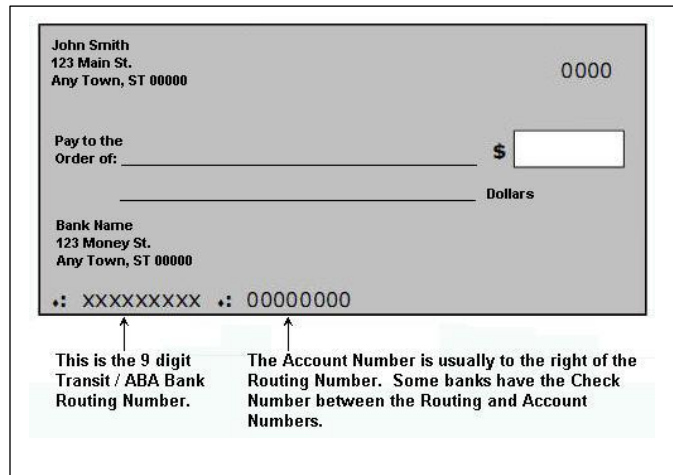 John Smith
123 Main St.
Any Town, ST 00000
0000
Pay to the
Order of:
$
Dollars
Bank Name
123 Money St.
Any Town, ST 00000
⑆: XXXXXXXXX ⑆: 00000000
This is the 9 digit
Transit / ABA Bank
Routing Number.
The Account Number is usually to the right of the
Routing Number.  Some banks have the Check
Number between the Routing and Account
Numbers.